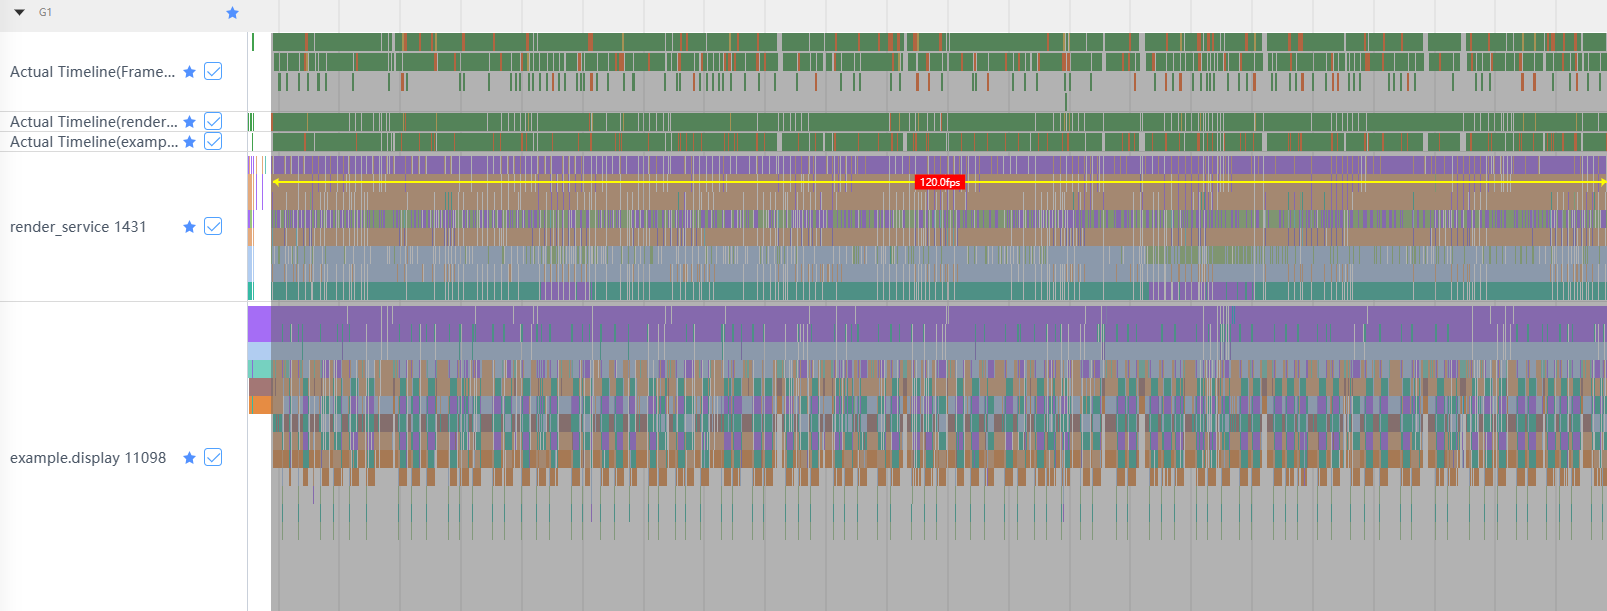 G1
Actual Timeline(Frame...
Actual Timeline(render...
Actual Timeline(examp...
120.0fps
render_service 1431
example.display 11098